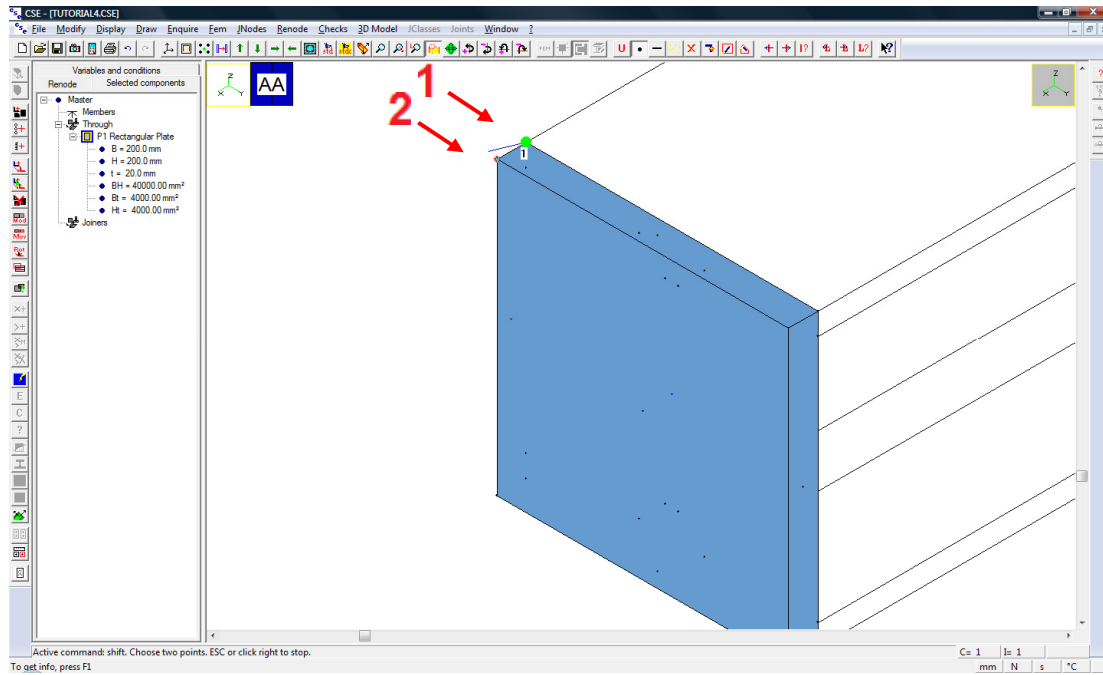 CSE - [TUTORIAL4.CSE]
File Modify Display Draw Enquire Fem JNodes Renode Checks 3D Model JClasses Joints Window ?
Variables and conditions
Renode Selected components
Master
Members
Through
P1 Rectangular Plate
B = 200.0 mm
H = 200.0 mm
t = 20.0 mm
BH = 40000.00 mm²
Bt = 4000.00 mm²
Ht = 4000.00 mm²
Joiners
Z
X Y
AA
1
2
1
Z
X Y
Mod
Mov
Rot
E
C
?
Active command: shift. Choose two points. ESC or click right to stop.
C= 1 I= 1
To get info, press F1
mm N s °C